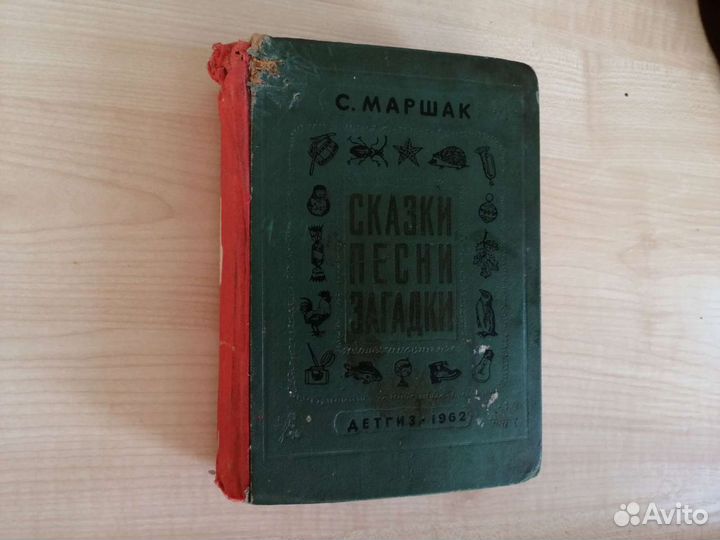 С. МАРШАК
СКАЗКИ
ПЕСНИ
ЗАГАДКИ
ДЕТГИЗ·1962
Avito